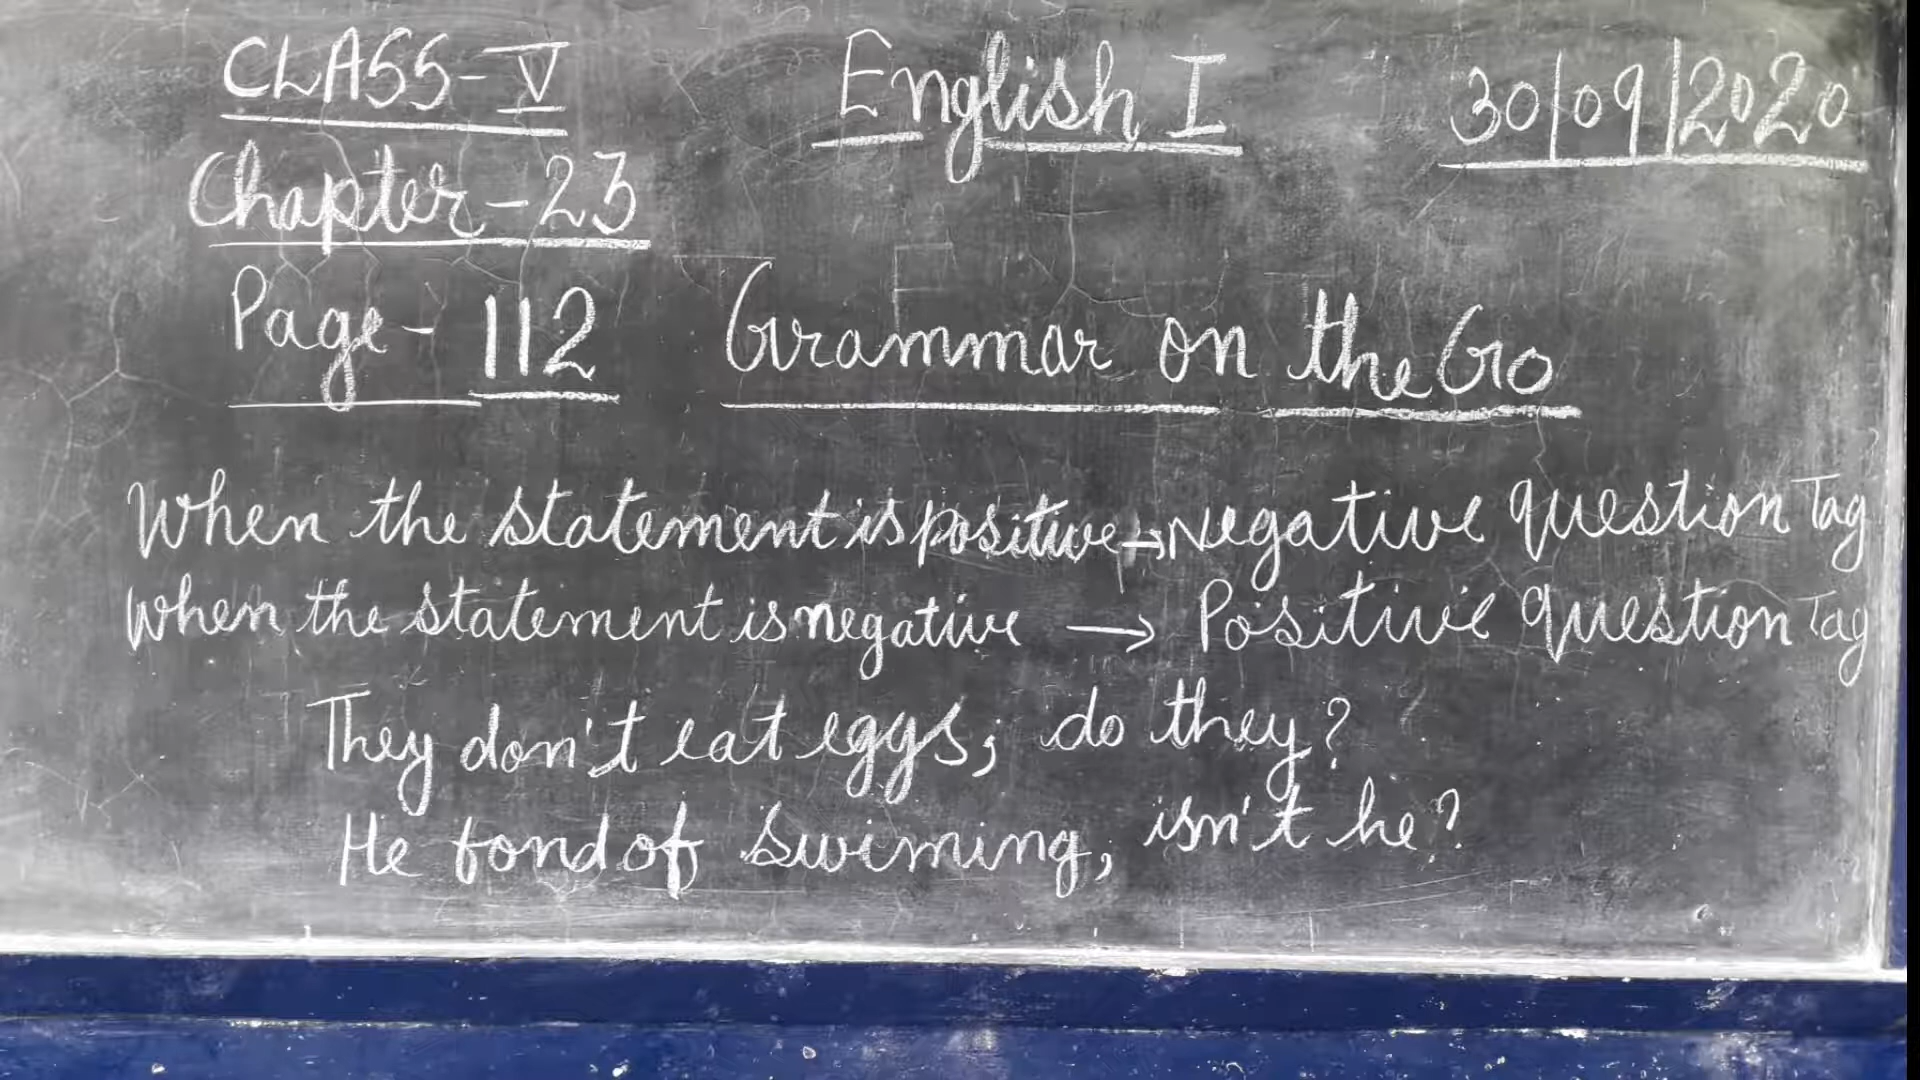 CLASS-V English I 30/09/2020
Chapter-23
Page-112 Grammar on the Go
When the statement is positive→Negative question Tag
When the statement is negative → Positive question Tag
They don't eat eggs, do they?
He fond of swiming, isn't he?